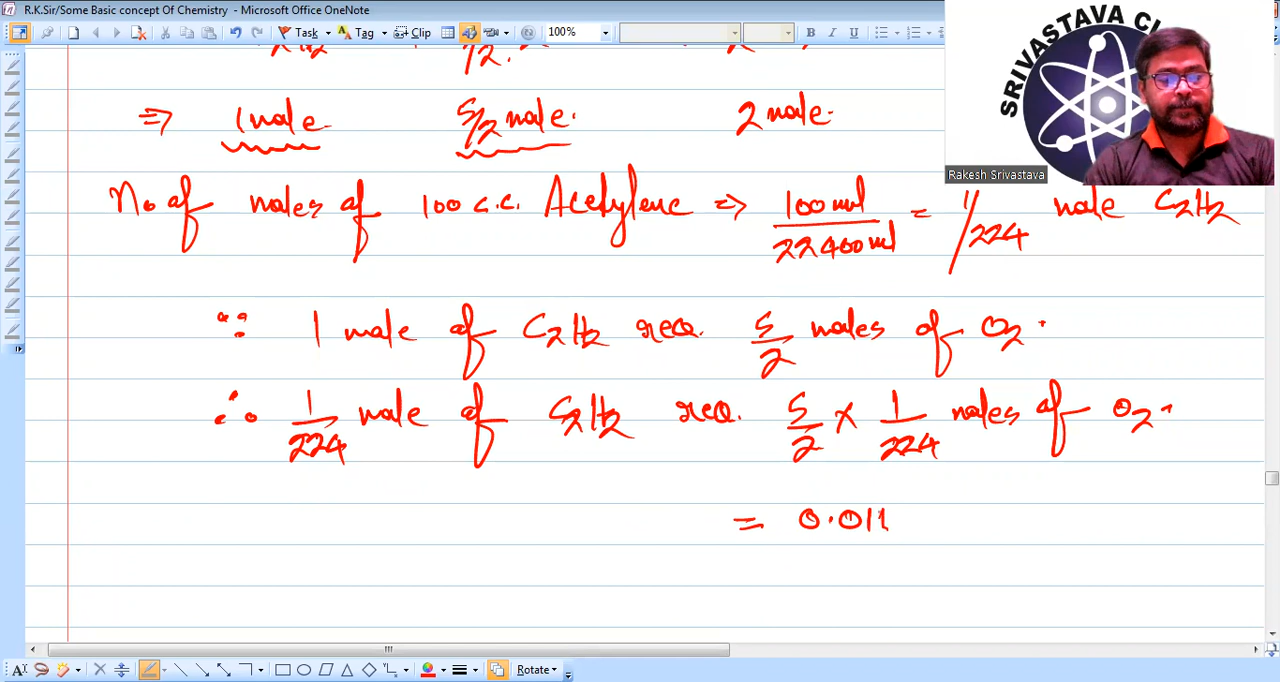 R.K.Sir/Some Basic concept Of Chemistry - Microsoft Office OneNote
Task Tag Clip 100%
SRIVASTAVA CL
Rakesh Srivastava
⇒ 1 mole. 5/2 mole. 2 mole.
No of moles of 100 c.c. Acetylene ⇒ 100 ml / 22400 ml = 1/224 mole C2H2
∵ 1 mole of C2H2 req. 5/2 moles of O2.
∴ 1/224 mole of C2H2 req. 5/2 × 1/224 moles of O2.
= 0.011
Rotate